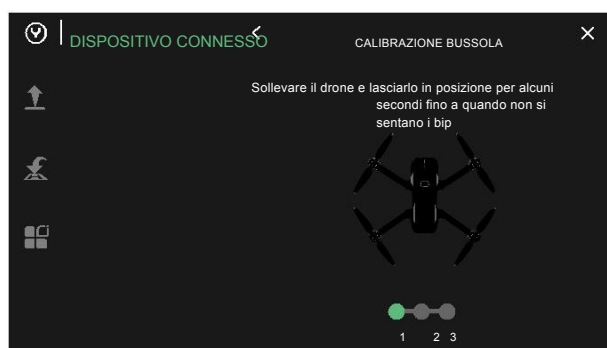 DISPOSITIVO CONNESSO
CALIBRAZIONE BUSSOLA
Sollevare il drone e lasciarlo in posizione per alcuni
secondi fino a quando non si
sentano i bip
1 2 3